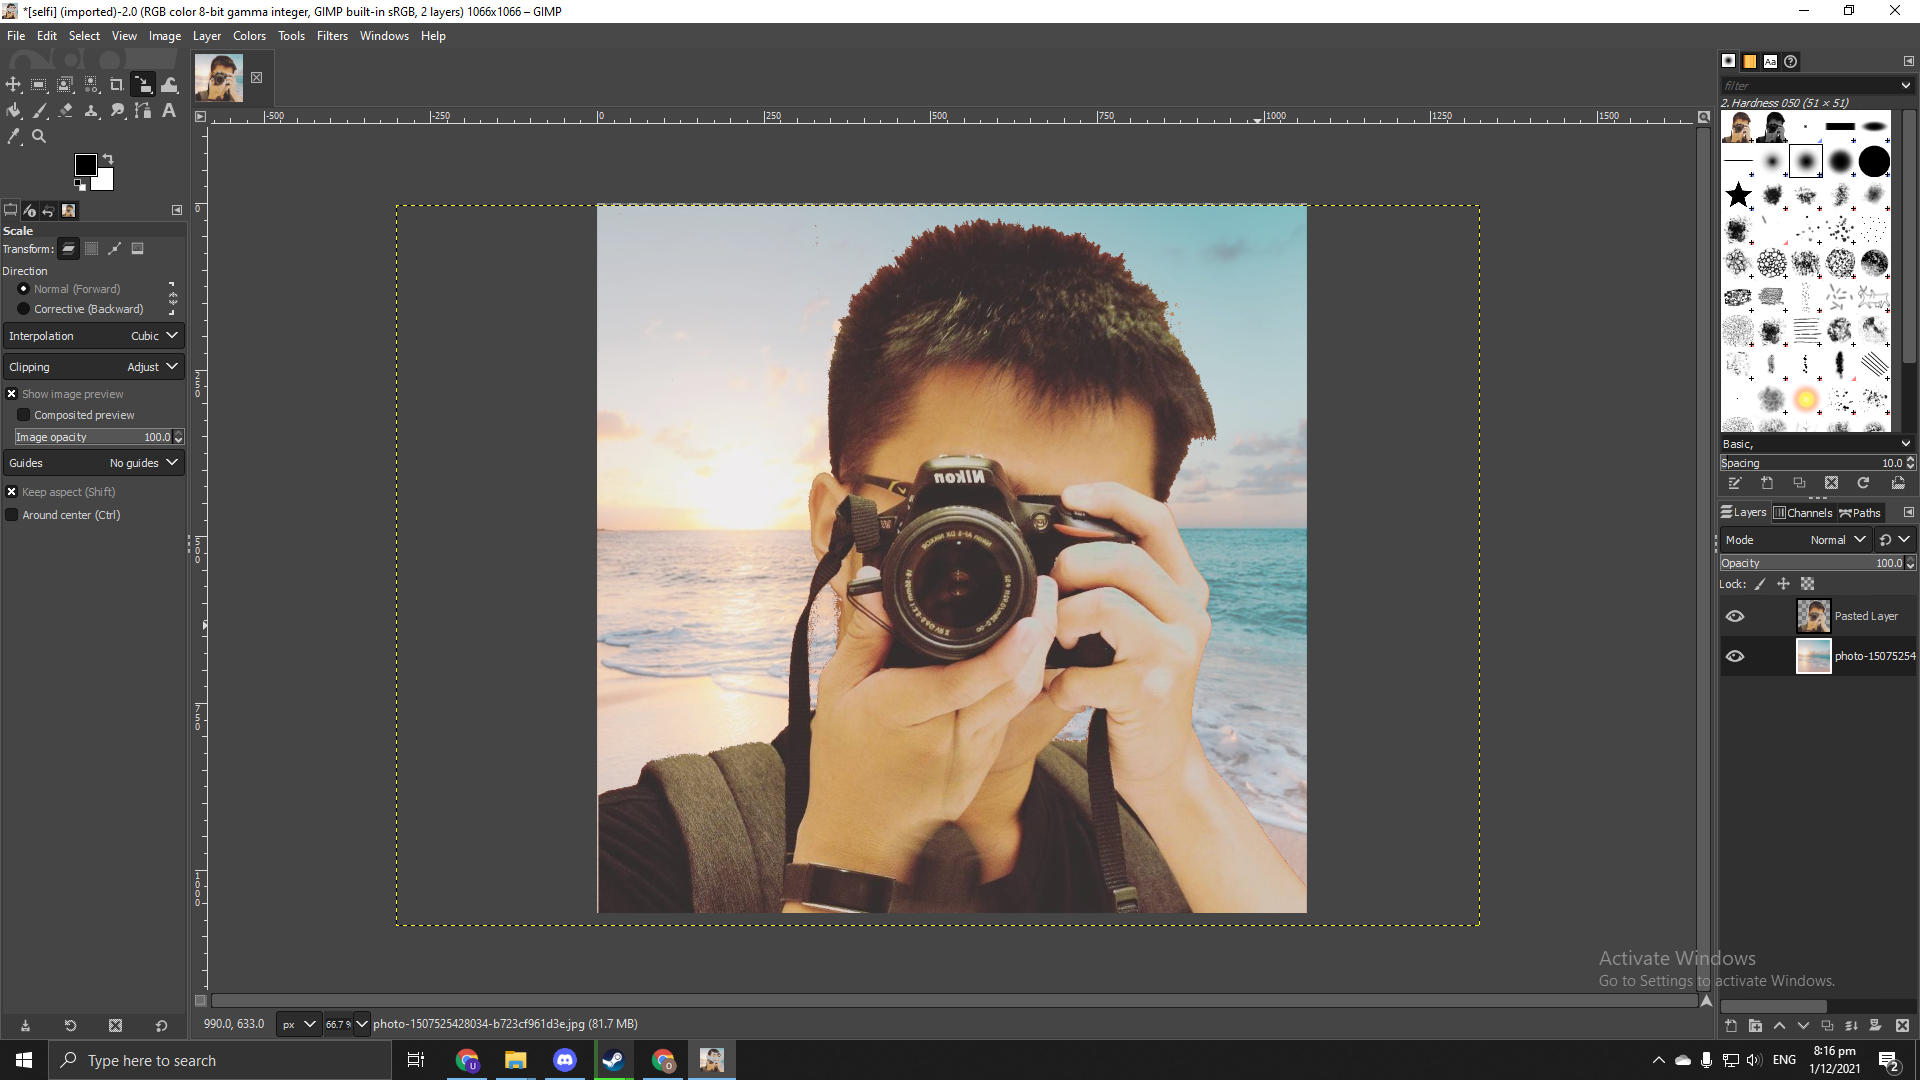 *[selfi] (imported)-2.0 (RGB color 8-bit gamma integer, GIMP built-in sRGB, 2 layers) 1066x1066 – GIMP
File Edit Select View Image Layer Colors Tools Filters Windows Help
-500 -250 0 250 500 750 1000 1250 1500
filter
2. Hardness 050 (51 × 51)
Scale
Transform:
Direction
Normal (Forward)
Corrective (Backward)
Interpolation Cubic
Clipping Adjust
Show image preview
Composited preview
Image opacity 100.0
Guides No guides
Keep aspect (Shift)
Around center (Ctrl)
0
250
500
750
1000
Nikon
Basic,
Spacing 10.0
Layers Channels Paths
Mode Normal
Opacity 100.0
Lock:
Pasted Layer
photo-15075254
Activate Windows
Go to Settings to activate Windows.
990.0, 633.0 px 66.7 % photo-1507525428034-b723cf961d3e.jpg (81.7 MB)
Type here to search
ENG
8:16 pm
1/12/2021
2